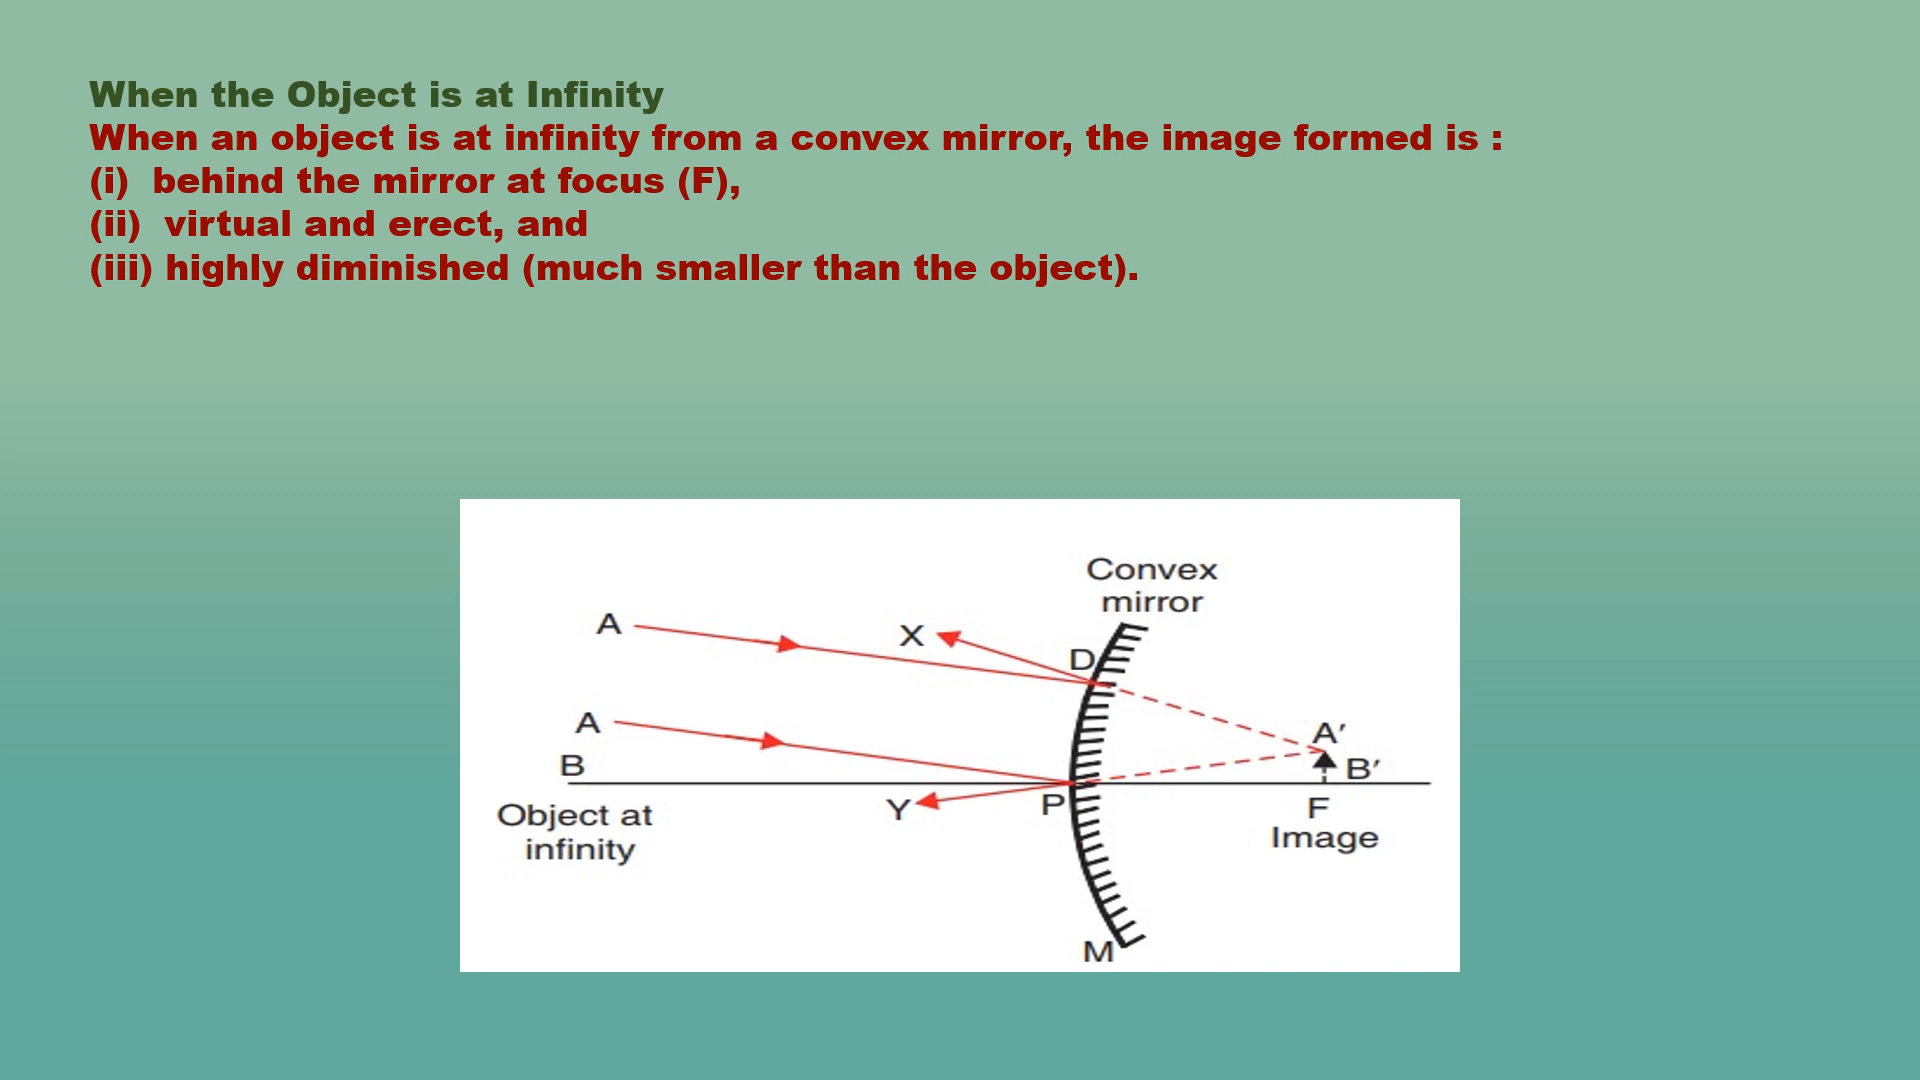 When the Object is at Infinity
When an object is at infinity from a convex mirror, the image formed is :
(i)  behind the mirror at focus (F),
(ii)  virtual and erect, and
(iii) highly diminished (much smaller than the object).
Convex
mirror
A
X
D
A
A′
B
B′
Y
P
F
Object at
infinity
Image
M